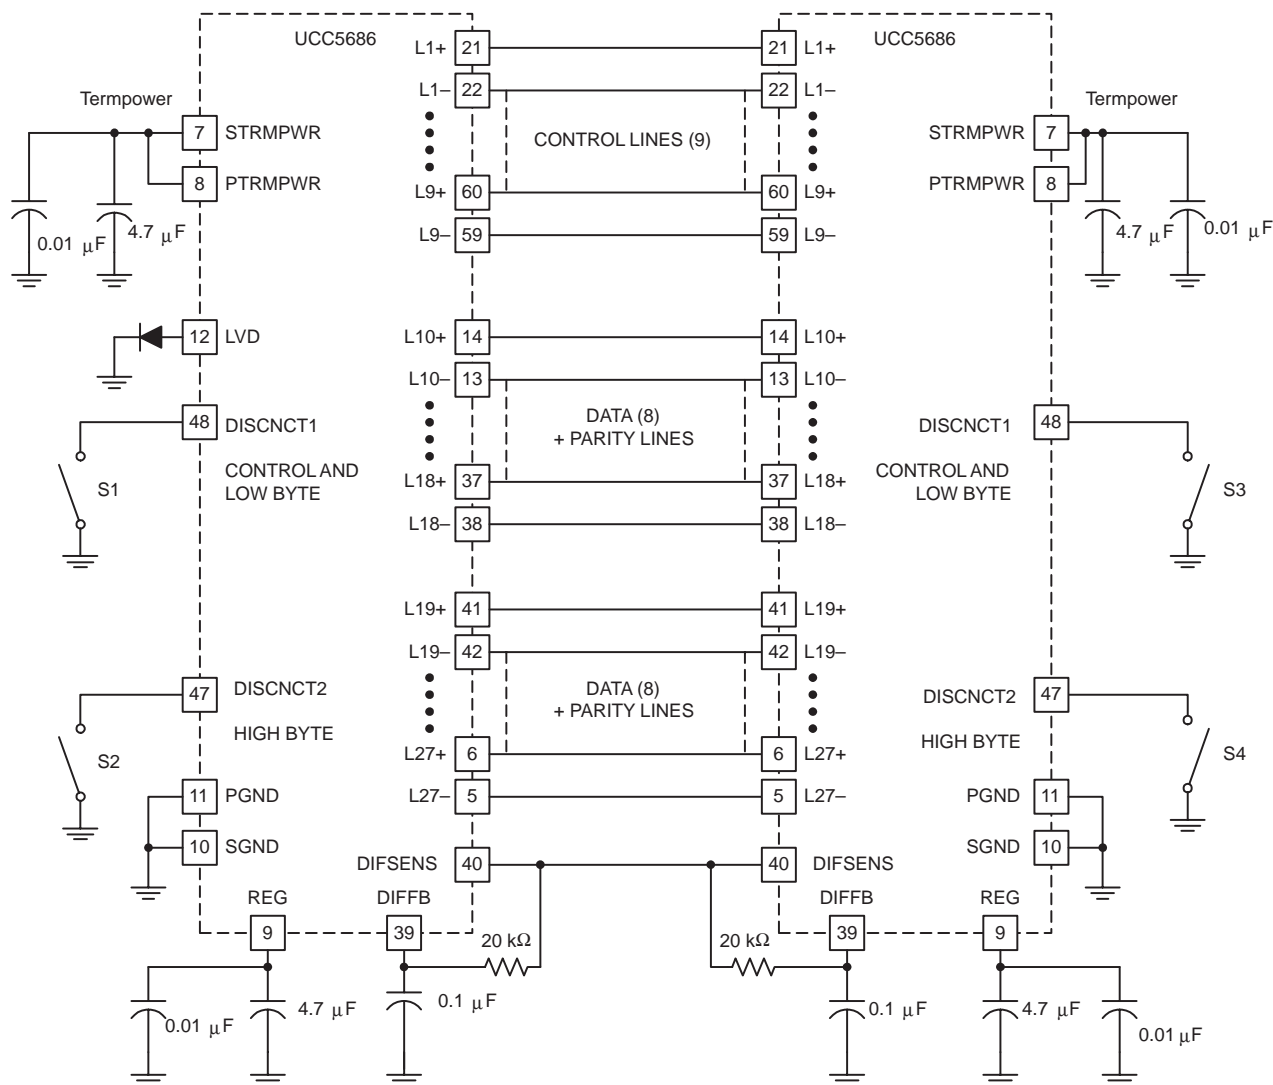 UCC5686
L1+ 21
21 L1+
UCC5686
L1– 22
22 L1–
Termpower
Termpower
7 STRMPWR
STRMPWR 7
CONTROL LINES (9)
8 PTRMPWR
PTRMPWR 8
L9+ 60
60 L9+
0.01 µF
4.7 µF
4.7 µF
0.01 µF
L9– 59
59 L9–
12 LVD
L10+ 14
14 L10+
L10– 13
13 L10–
48 DISCNCT1
DISCNCT1 48
DATA (8)
+ PARITY LINES
CONTROL AND
LOW BYTE
CONTROL AND
LOW BYTE
S1
S3
L18+ 37
37 L18+
L18– 38
38 L18–
L19+ 41
41 L19+
L19– 42
42 L19–
47 DISCNCT2
DISCNCT2 47
DATA (8)
+ PARITY LINES
HIGH BYTE
HIGH BYTE
S2
S4
L27+ 6
6 L27+
L27– 5
5 L27–
11 PGND
PGND 11
10 SGND
SGND 10
DIFSENS 40
40 DIFSENS
REG
DIFFB
DIFFB
REG
9
39
20 kΩ
20 kΩ
39
9
0.01 µF
4.7 µF
0.1 µF
0.1 µF
4.7 µF
0.01 µF